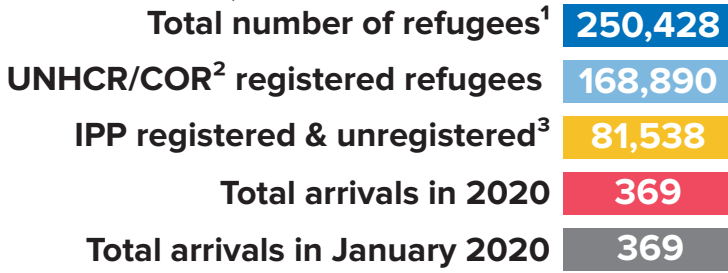 Total number of refugees¹ 250,428
UNHCR/COR² registered refugees 168,890
IPP registered & unregistered³ 81,538
Total arrivals in 2020 369
Total arrivals in January 2020 369